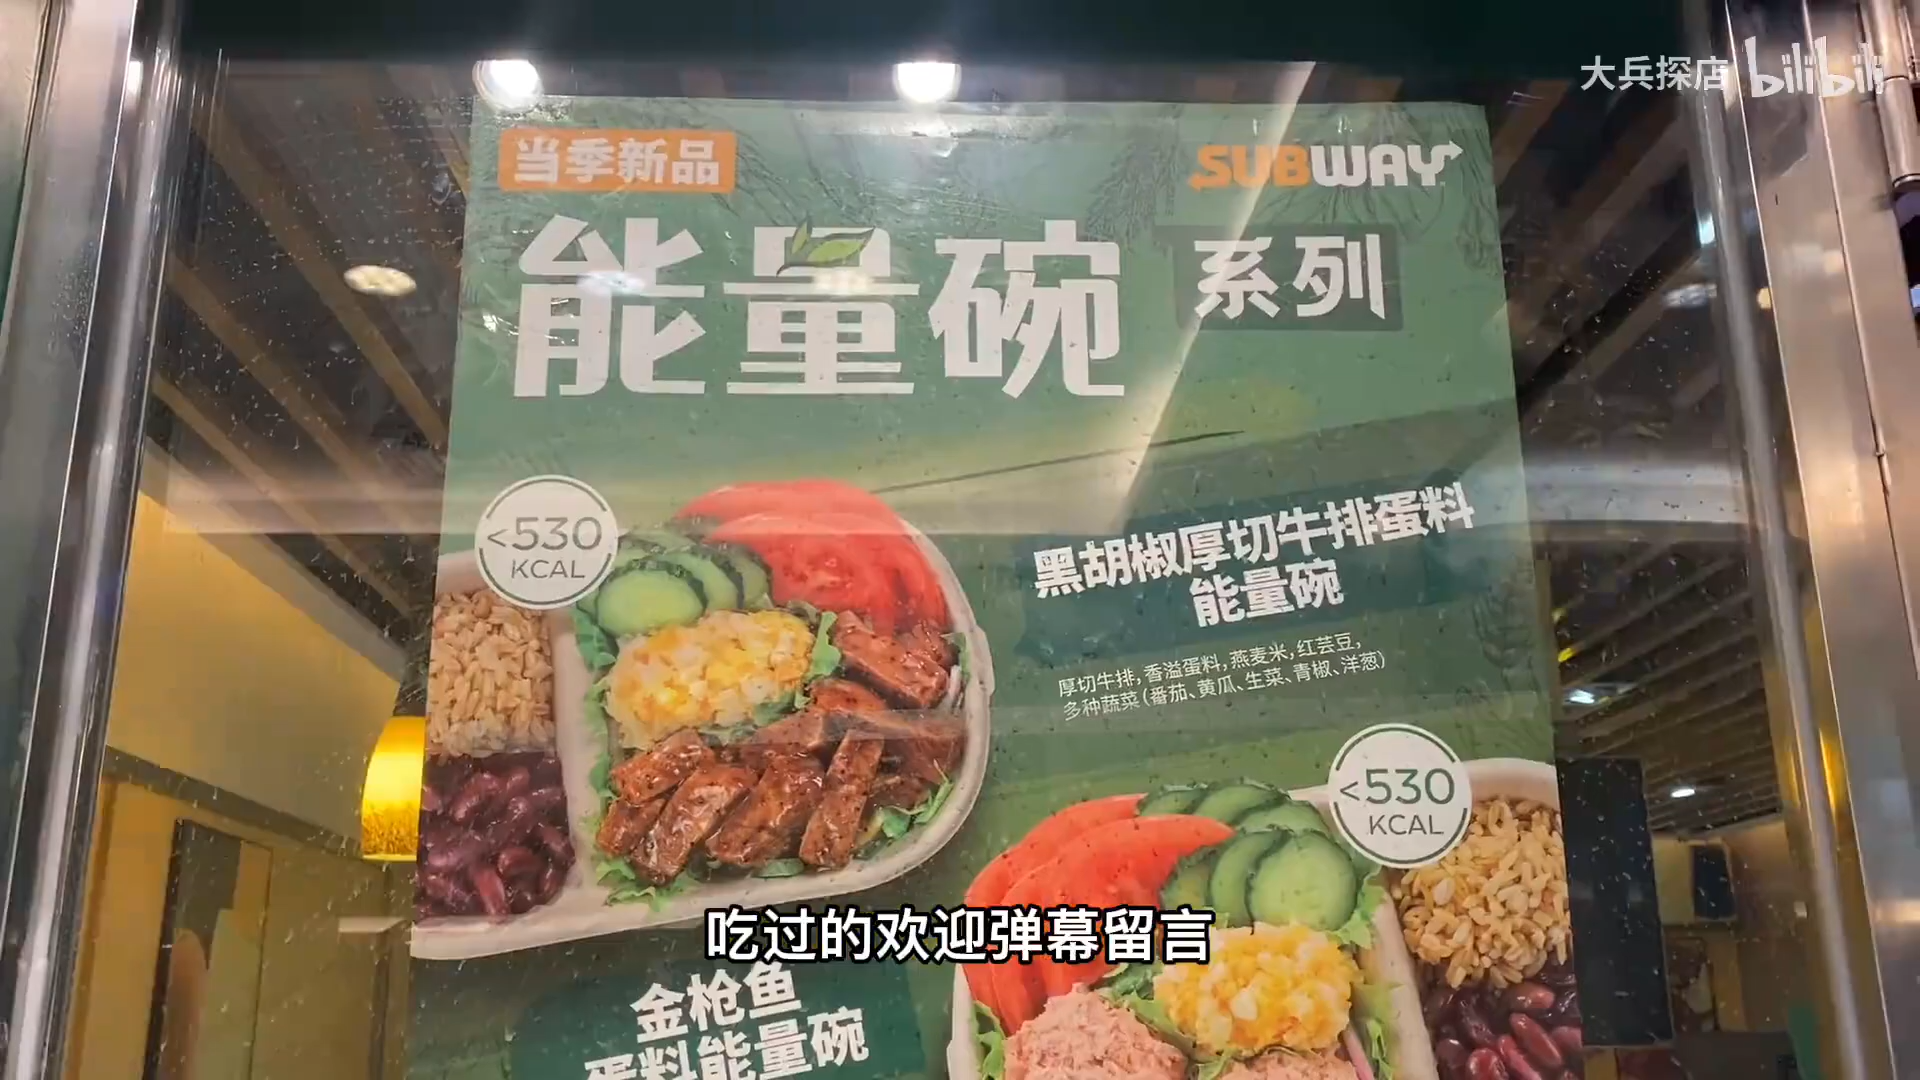 大兵探店 bilibili
当季新品
SUBWAY
能量碗 系列
<530
KCAL
黑胡椒厚切牛排蛋料
能量碗
厚切牛排,香溢蛋料,燕麦米,红芸豆,
多种蔬菜(番茄、黄瓜、生菜、青椒、洋葱)
<530
KCAL
吃过的欢迎弹幕留言
金枪鱼
蛋料能量碗